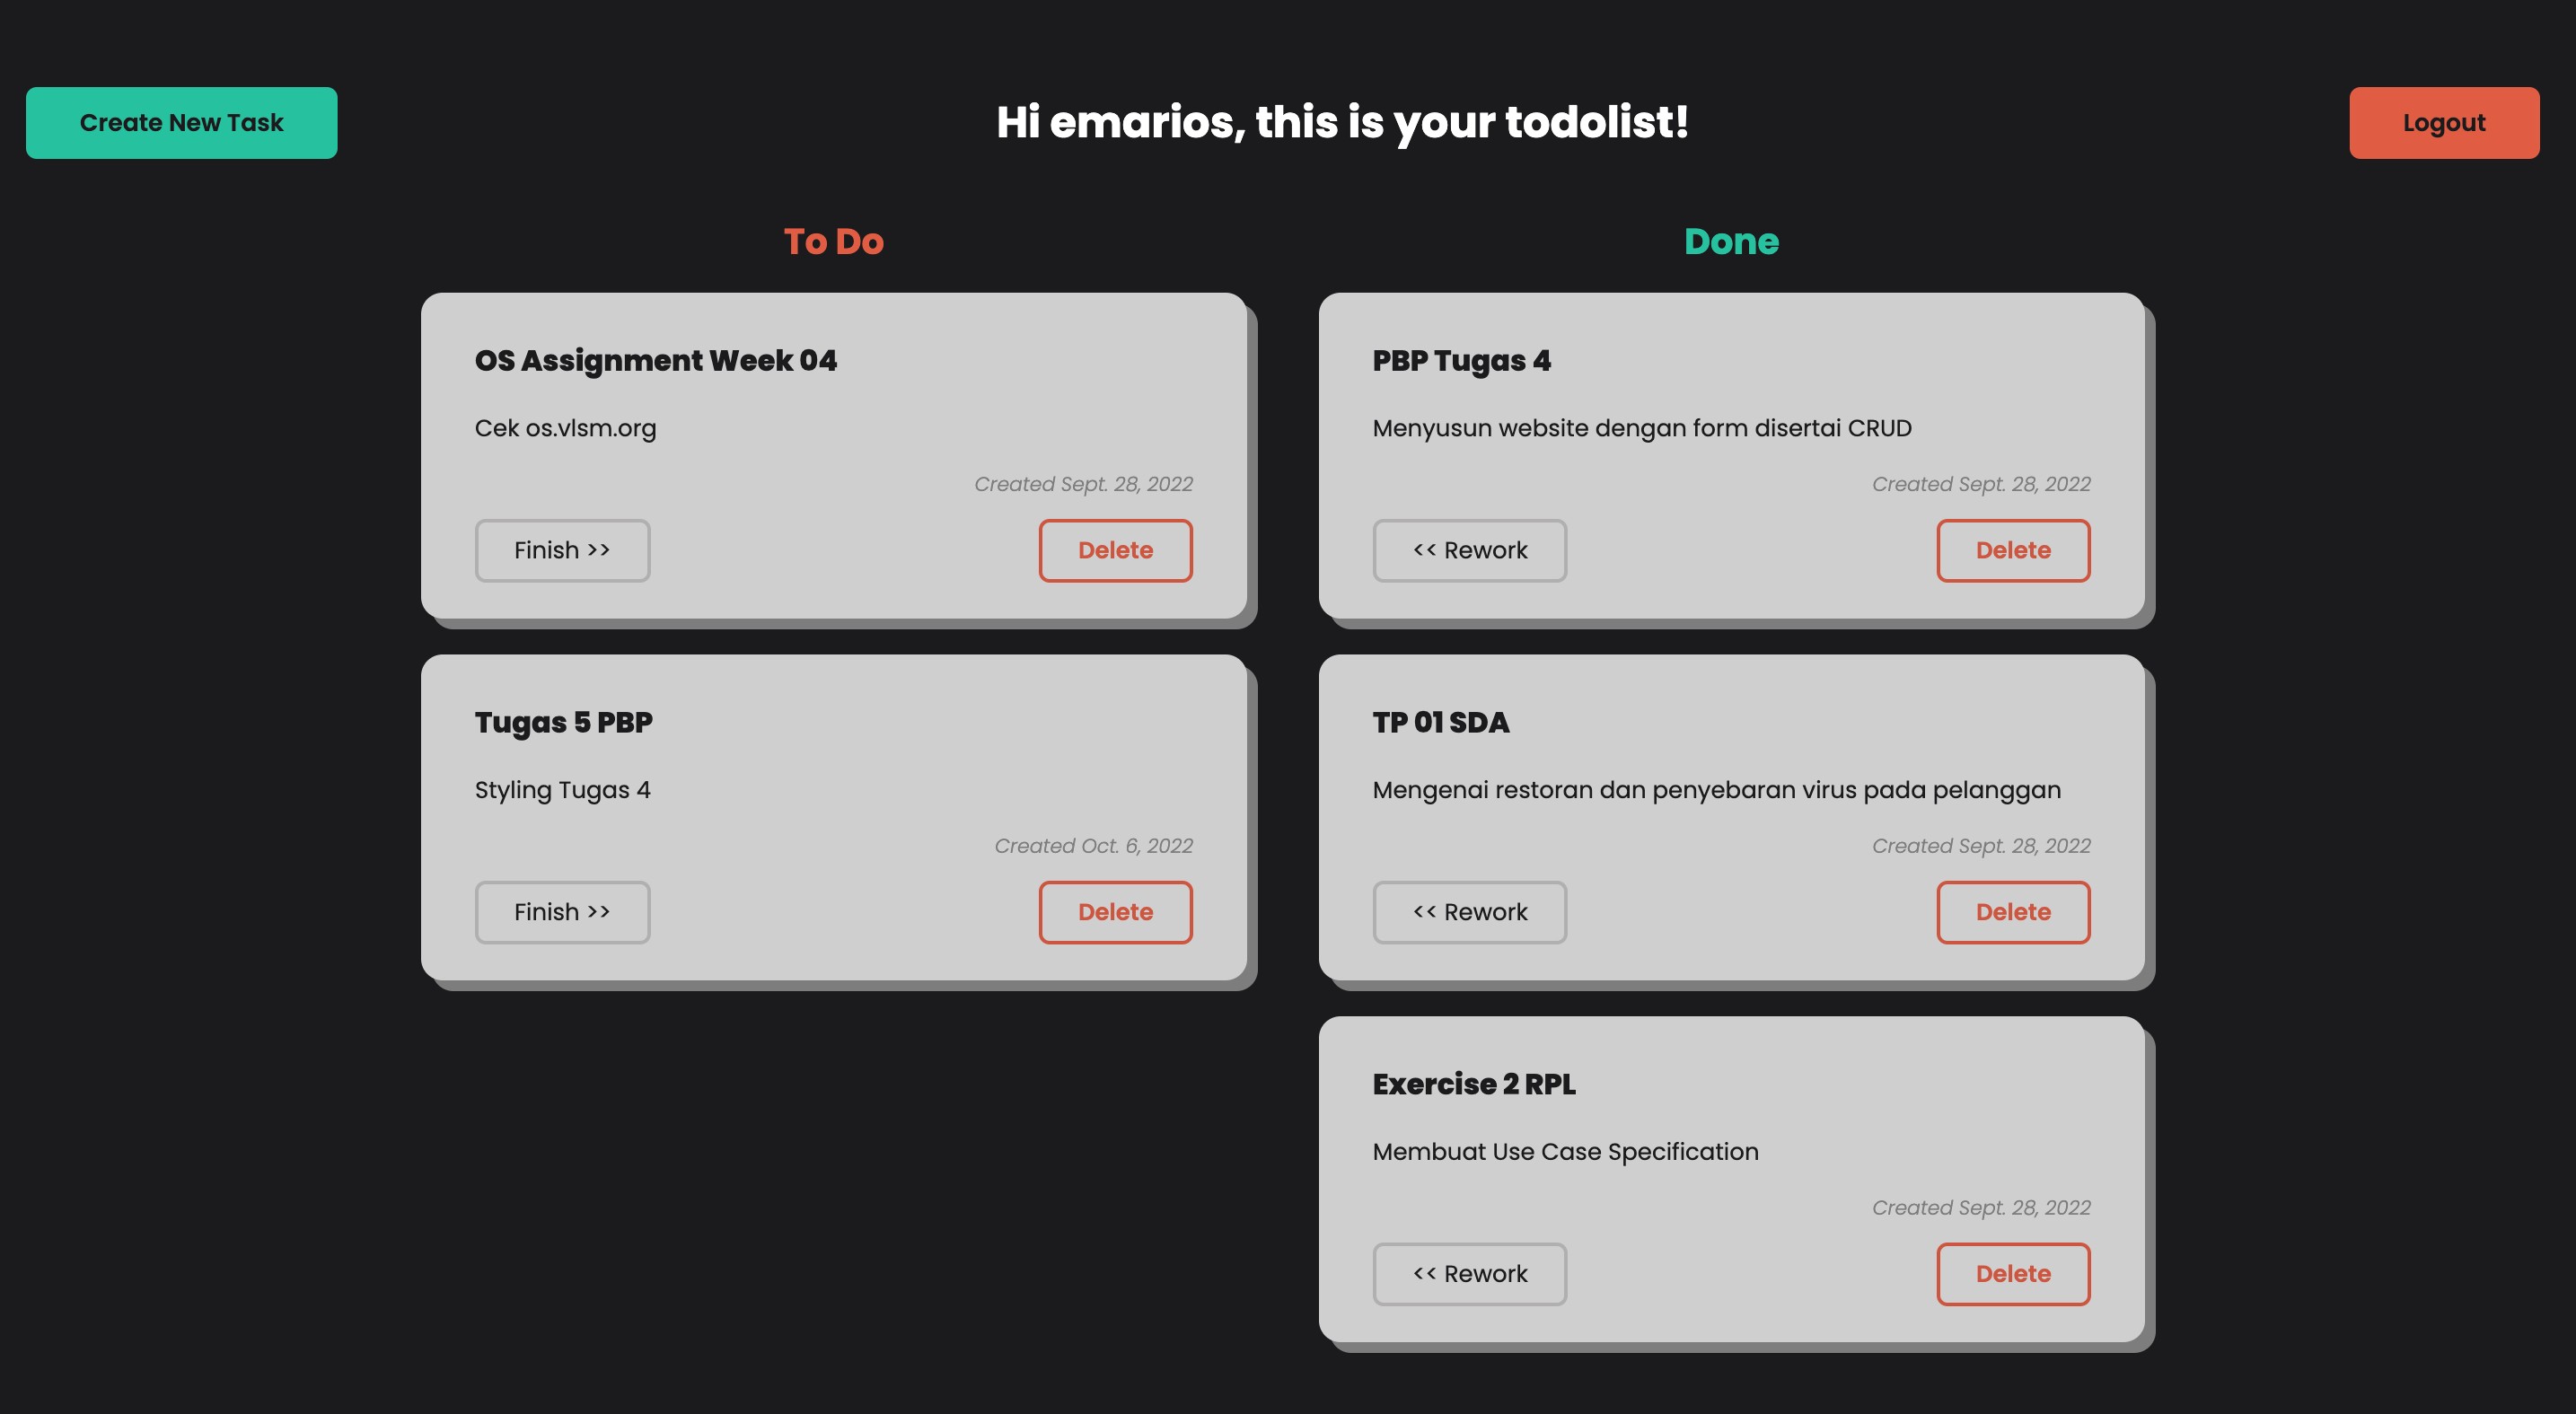 Create New Task
Hi emarios, this is your todolist!
Logout
To Do
OS Assignment Week 04
Cek os.vlsm.org
Created Sept. 28, 2022
Finish >>
Delete
Tugas 5 PBP
Styling Tugas 4
Created Oct. 6, 2022
Finish >>
Delete
Done
PBP Tugas 4
Menyusun website dengan form disertai CRUD
Created Sept. 28, 2022
<< Rework
Delete
TP 01 SDA
Mengenai restoran dan penyebaran virus pada pelanggan
Created Sept. 28, 2022
<< Rework
Delete
Exercise 2 RPL
Membuat Use Case Specification
Created Sept. 28, 2022
<< Rework
Delete